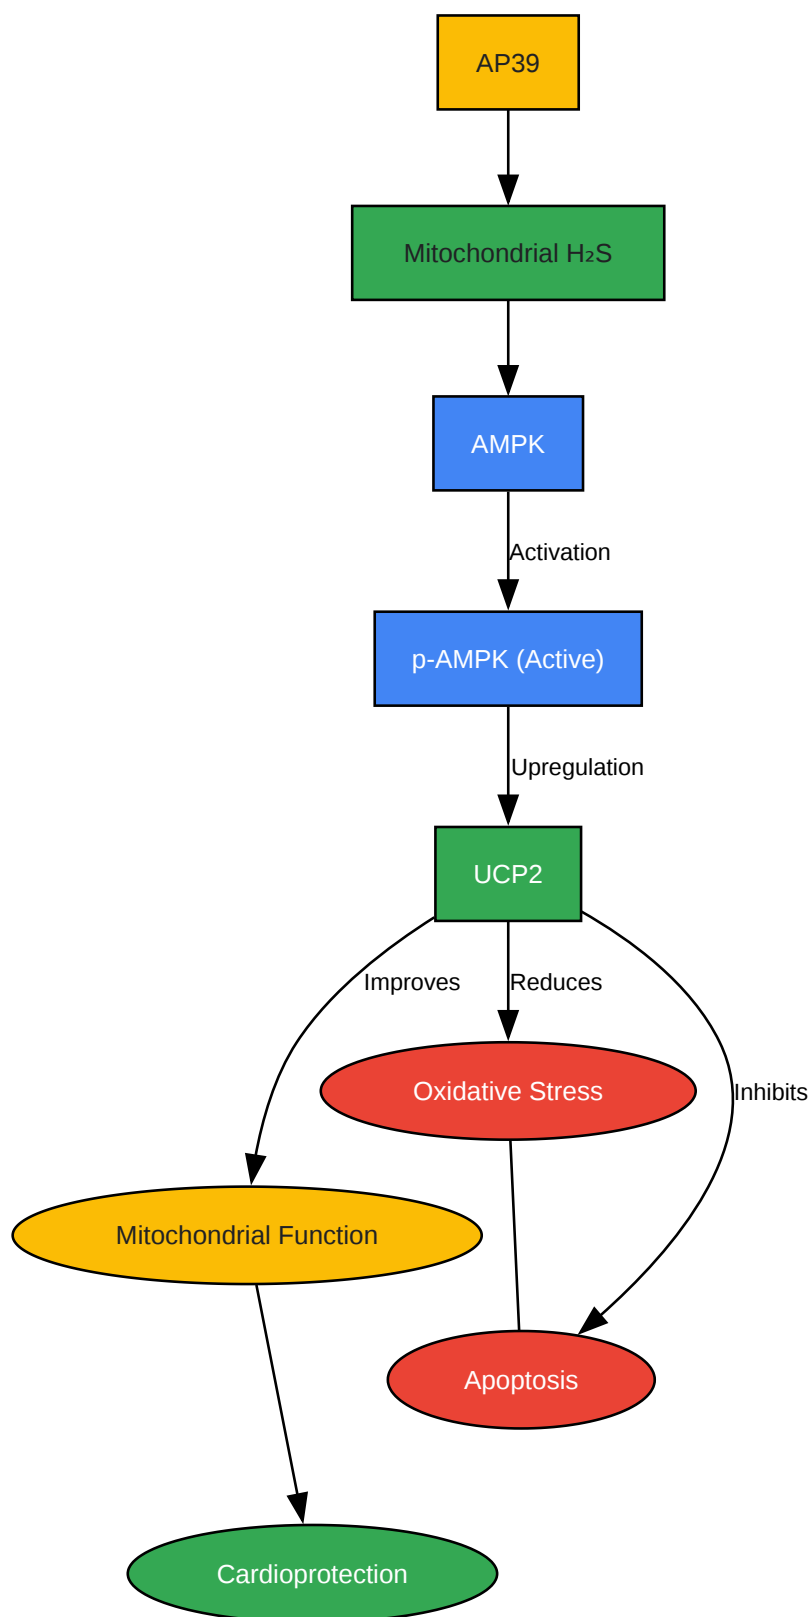 AP39
Mitochondrial H₂S
AMPK
Activation
p-AMPK (Active)
Upregulation
UCP2
Improves
Reduces
Oxidative Stress
Inhibits
Mitochondrial Function
Apoptosis
Cardioprotection